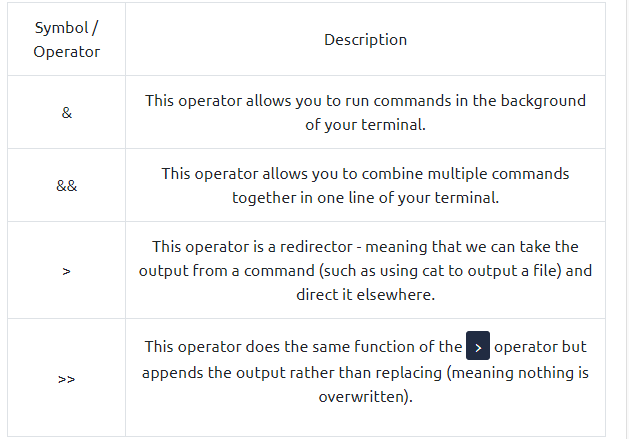 Symbol /
Operator
Description
&
This operator allows you to run commands in the background
of your terminal.
&&
This operator allows you to combine multiple commands
together in one line of your terminal.
>
This operator is a redirector - meaning that we can take the
output from a command (such as using cat to output a file) and
direct it elsewhere.
>>
This operator does the same function of the > operator but
appends the output rather than replacing (meaning nothing is
overwritten).